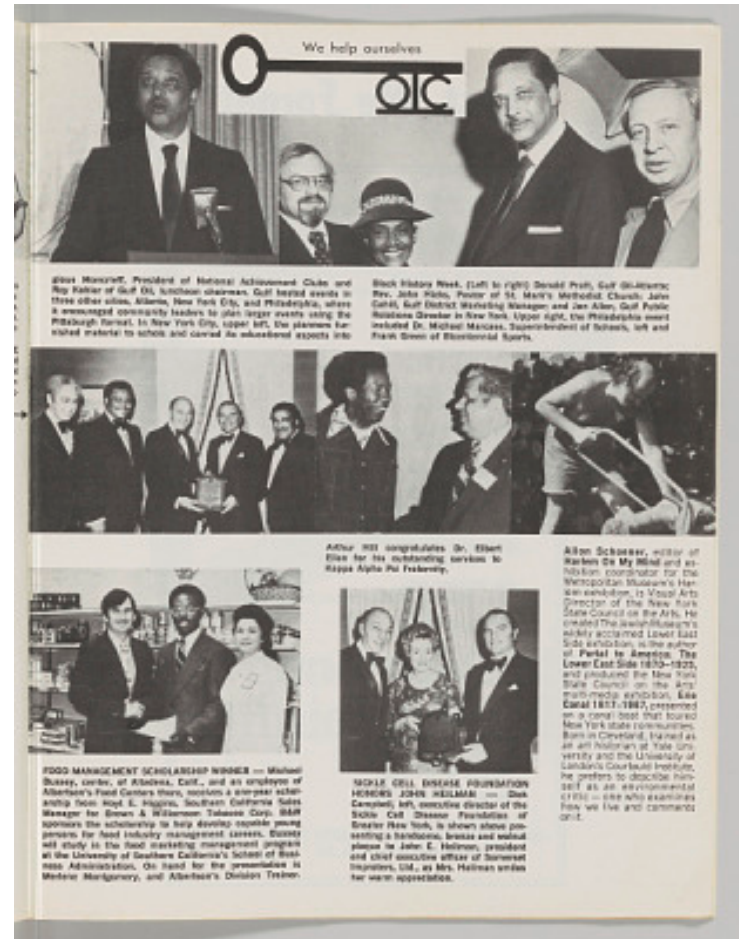 We help ourselves
OIC
gious Moncrieff, President of National Achievement Clubs and
Roy Kohler of Gulf Oil, luncheon chairman. Gulf hosted events in
three other cities, Atlanta, New York City, and Philadelphia, where
it encouraged community leaders to plan larger events using the
Pittsburgh format. In New York City, upper left, the planners fur-
nished material to schols and carried its educational aspects into
Black History Week. (Left to right) Donald Pratt, Gulf Oil-Atlantic;
Rev. John Hicks, Pastor of St. Mark's Methodist Church; John
Cahill, Gulf District Marketing Manager; and Jan Allen, Gulf Public
Relations Director in New York. Upper right, the Philadelphia event
included Dr. Michael Marcase, Superintendent of Schools, left and
Frank Green of Bicentennial Sports.
Arthur Hill congratulates Dr. Elbert
Ellen for his outstanding services to
Kappa Alpha Psi Fraternity.
Allon Schoener, editor of
Harlem On My Mind and ex-
hibition coordinator for the
Metropolitan Museum's Har-
lem exhibition, is Visual Arts
Director of the New York
State Council on the Arts. He
created The Jewish Museum's
widely acclaimed Lower East
Side exhibition, is the author
of Portal to America: The
Lower East Side 1870–1925,
and produced the New York
State Council on the Arts'
multi-media exhibition, Erie
Canal 1817–1967, presented
on a canal boat that toured
New York state communities.
Born in Cleveland, trained as
an art historian at Yale Uni-
versity and the University of
London's Courtauld Institute,
he prefers to describe him-
self as an environmental
critic — one who examines
how we live and comments
on it.
FOOD MANAGEMENT SCHOLARSHIP WINNER — Michael
Bussey, center, of Altadena, Calif., and an employee of
Albertson's Food Centers there, receives a one-year schol-
arship from Hoyt E. Higgins, Southern California Sales
Manager for Brown & Williamson Tobacco Corp. B&W
sponsors the scholarship to help develop capable young
persons for food industry management careers. Bussey
will study in the food marketing management program
at the University of Southern California's School of Busi-
ness Administration. On hand for the presentation is
Merlene Montgomery, and Albertson's Division Trainer.
SICKLE CELL DISEASE FOUNDATION
HONORS JOHN HEILMAN — Dick
Campbell, left, executive director of the
Sickle Cell Disease Foundation of
Greater New York, is shown above pre-
senting a handsome, bronze and walnut
plaque to John E. Heilman, president
and chief executive officer of Somerset
Importers, Ltd., as Mrs. Heilman smiles
her warm appreciation.